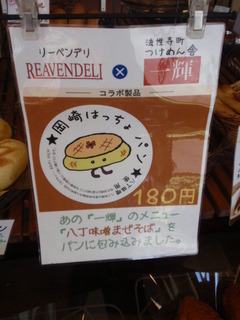 リーベンデリ
REAVENDELI
×
法性寺町
つけめん舎
一輝
コラボ製品
★岡崎はっちょパン★
180円
あの『一輝』のメニュー
『八丁味噌まぜそば』を
パンに包み込みました。